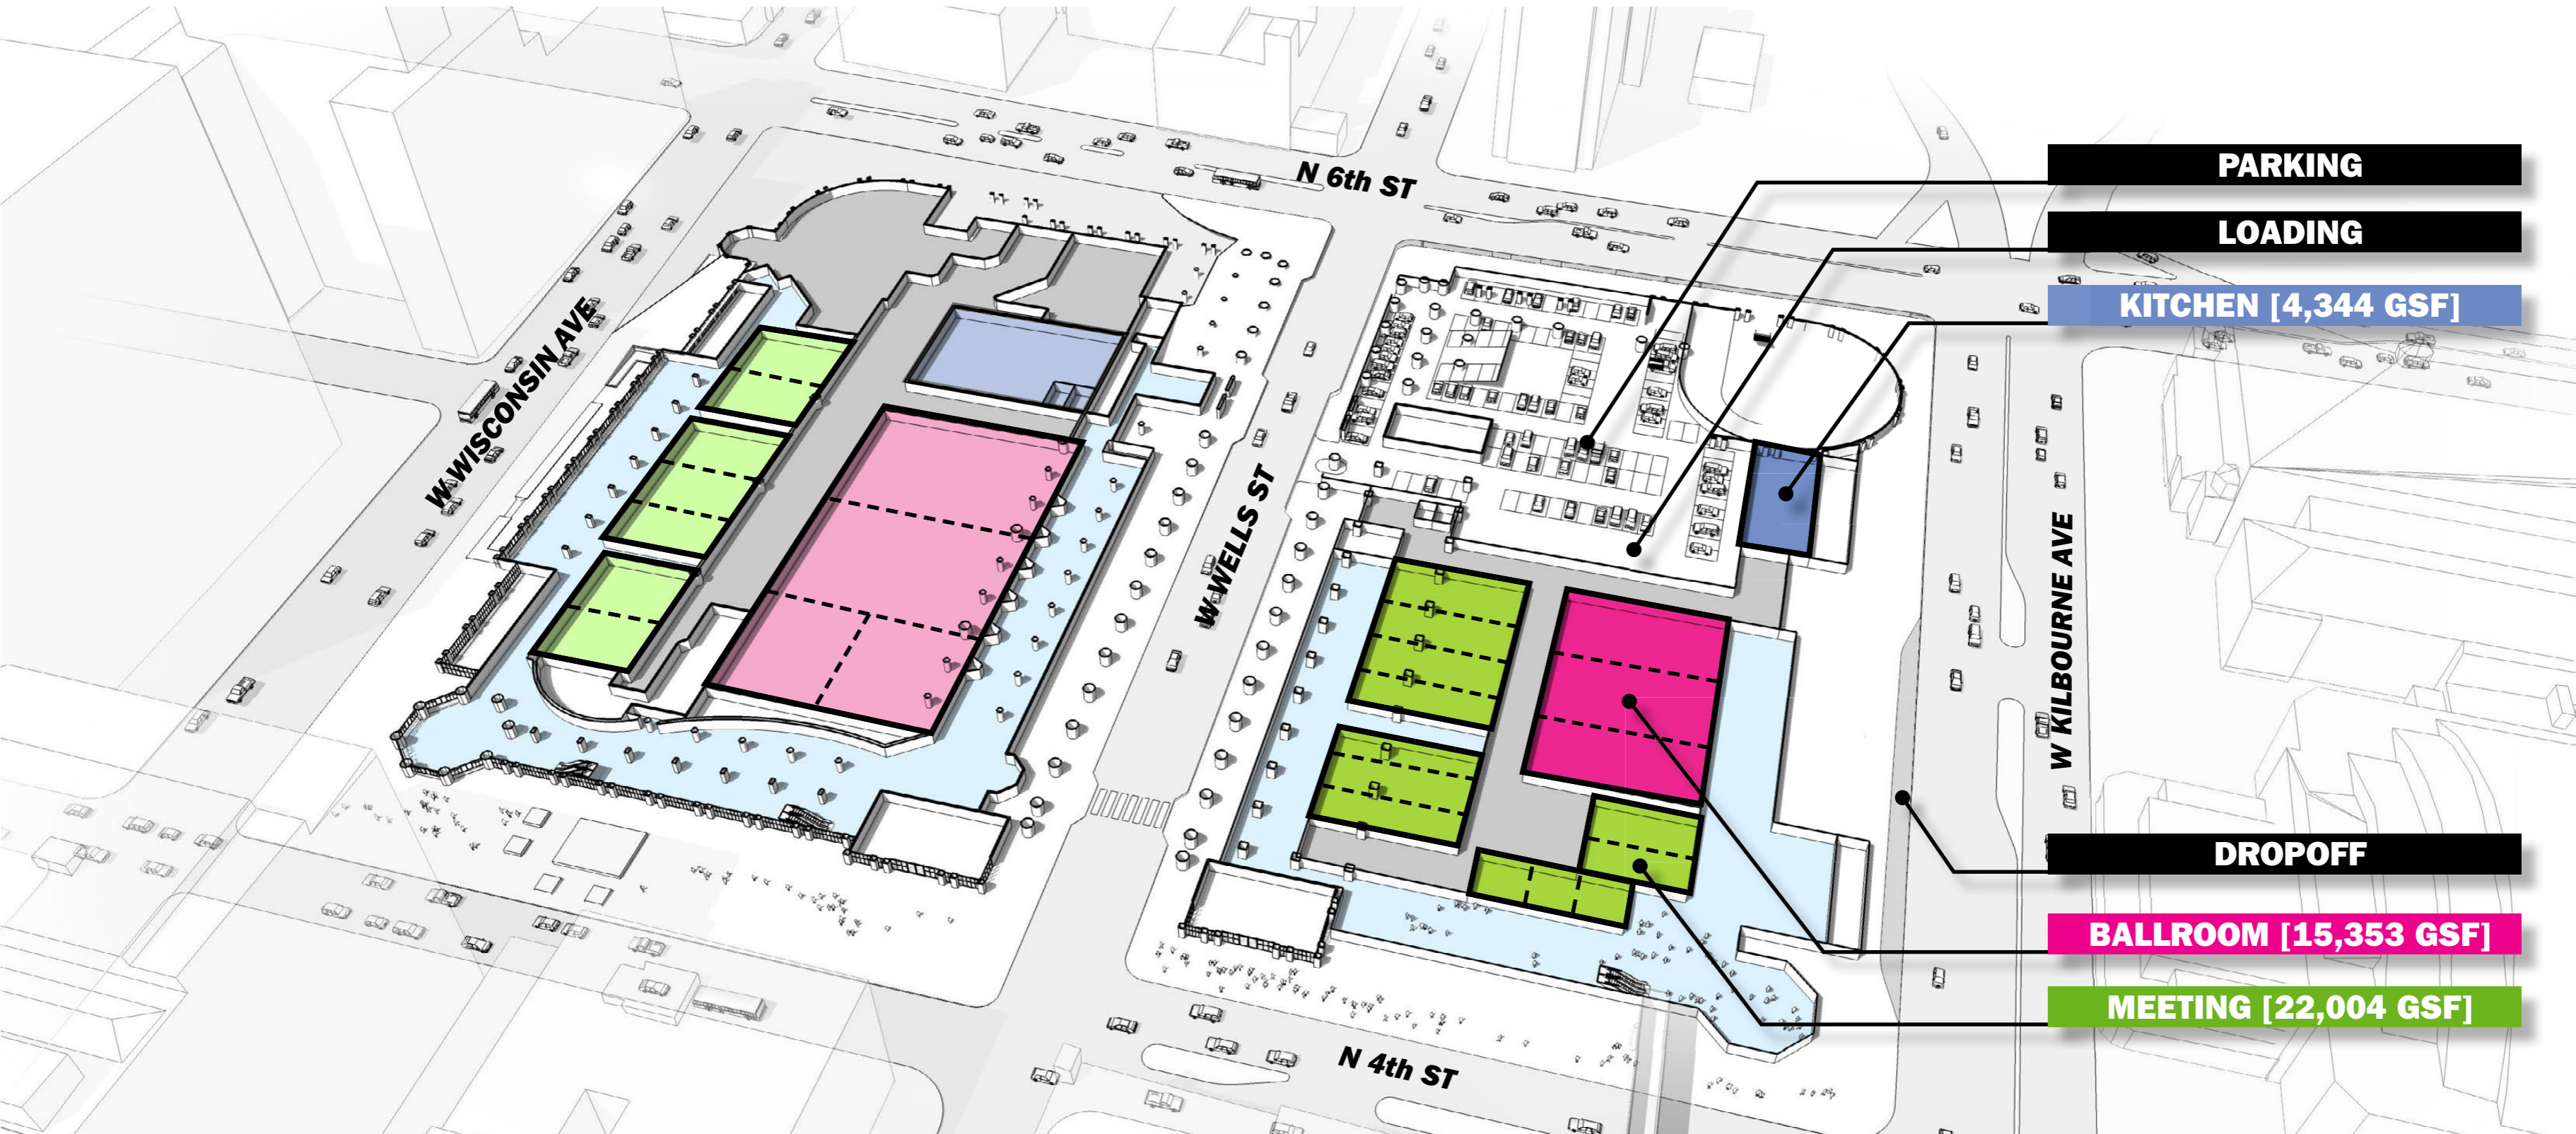 PARKING
N 6th ST
LOADING
KITCHEN [4,344 GSF]
W.WISCONSIN AVE
W WELLS ST
W KILBOURNE AVE
DROPOFF
BALLROOM [15,353 GSF]
MEETING [22,004 GSF]
N 4th ST